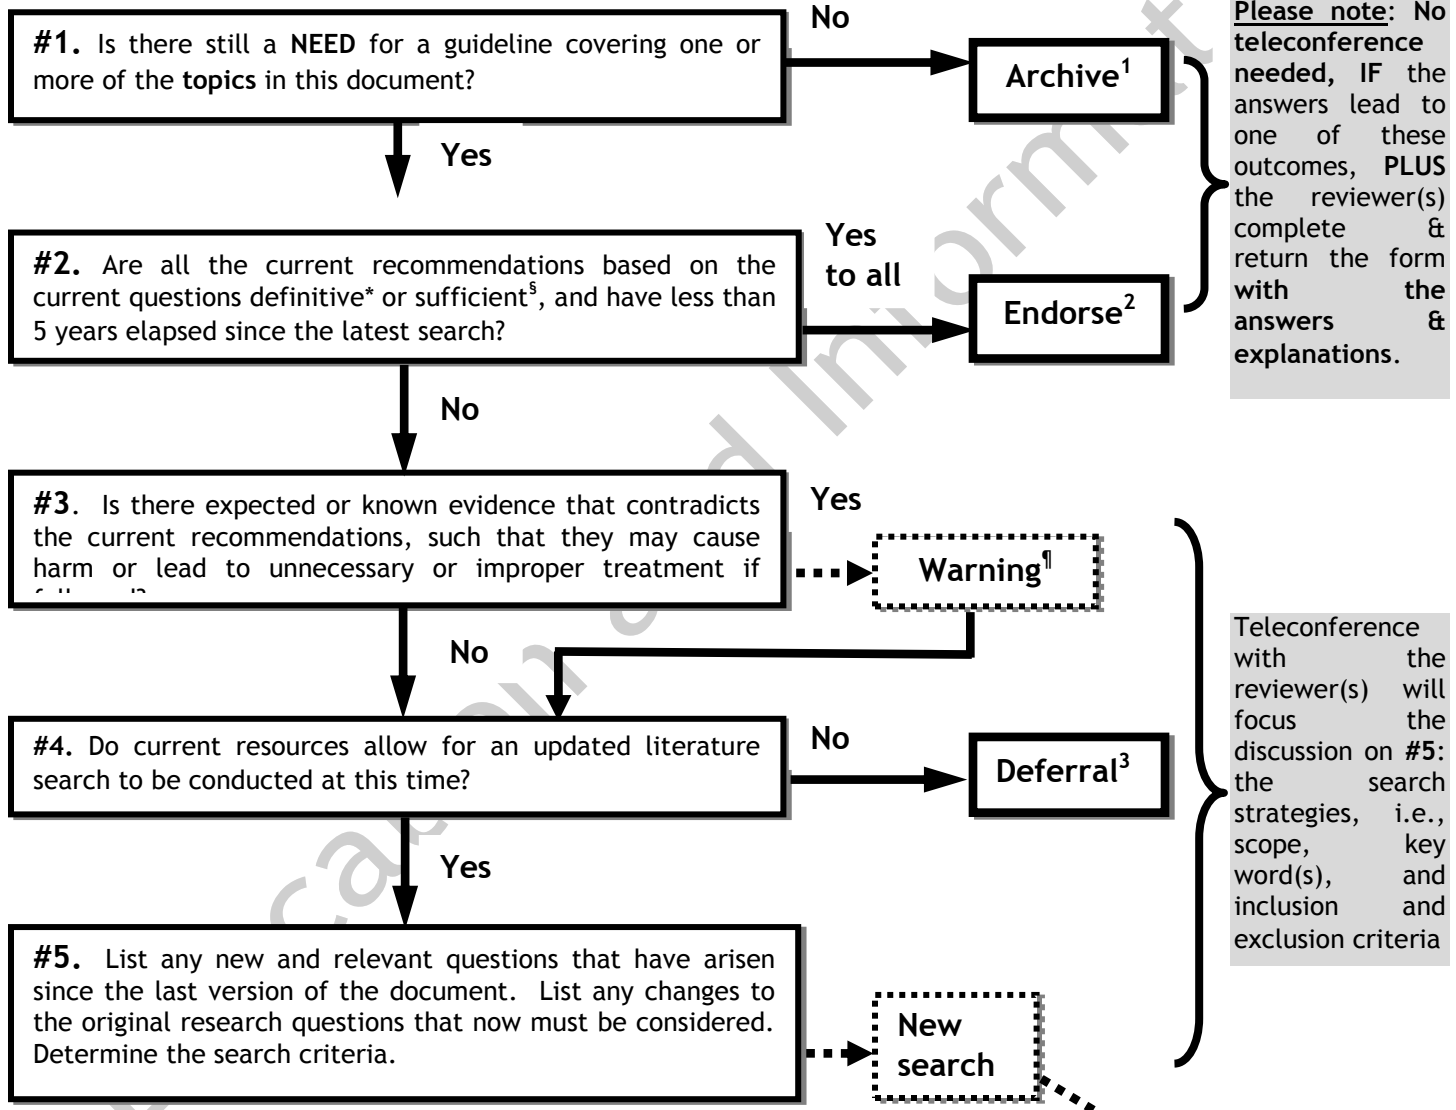 #1. Is there still a NEED for a guideline covering one or
more of the topics in this document?
No
Archive1
Please note: No
teleconference
needed, IF the
answers lead to
one of these
outcomes, PLUS
the reviewer(s)
complete &
return the form
with the
answers &
explanations.
Yes
#2. Are all the current recommendations based on the
current questions definitive* or sufficient§, and have less than
5 years elapsed since the latest search?
Yes
to all
Endorse2
No
#3. Is there expected or known evidence that contradicts
the current recommendations, such that they may cause
harm or lead to unnecessary or improper treatment if
Yes
Warning¶
No
#4. Do current resources allow for an updated literature
search to be conducted at this time?
No
Deferral3
Teleconference
with the
reviewer(s) will
focus the
discussion on #5:
the search
strategies, i.e.,
scope, key
word(s), and
inclusion and
exclusion criteria
Yes
#5. List any new and relevant questions that have arisen
since the last version of the document. List any changes to
the original research questions that now must be considered.
Determine the search criteria.
New
search